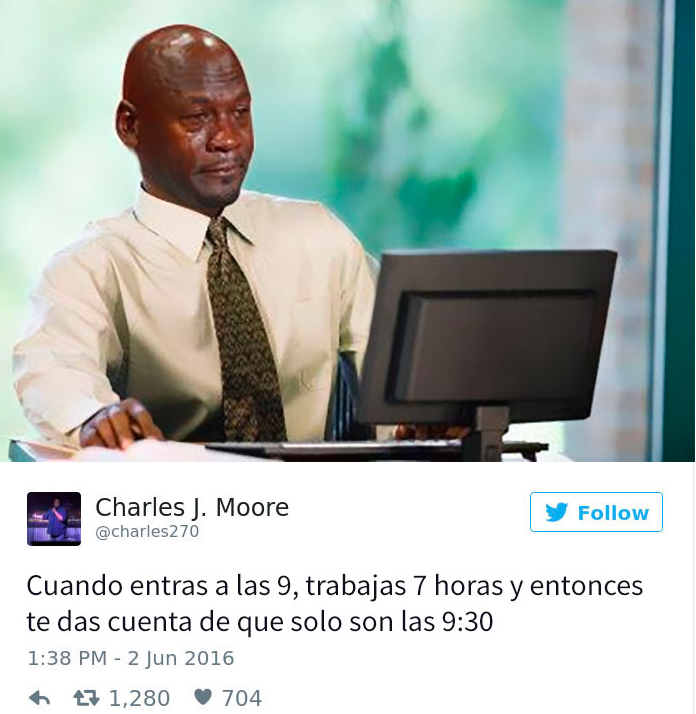 Charles J. Moore
@charles270
Follow
Cuando entras a las 9, trabajas 7 horas y entonces
te das cuenta de que solo son las 9:30
1:38 PM - 2 Jun 2016
1,280 704